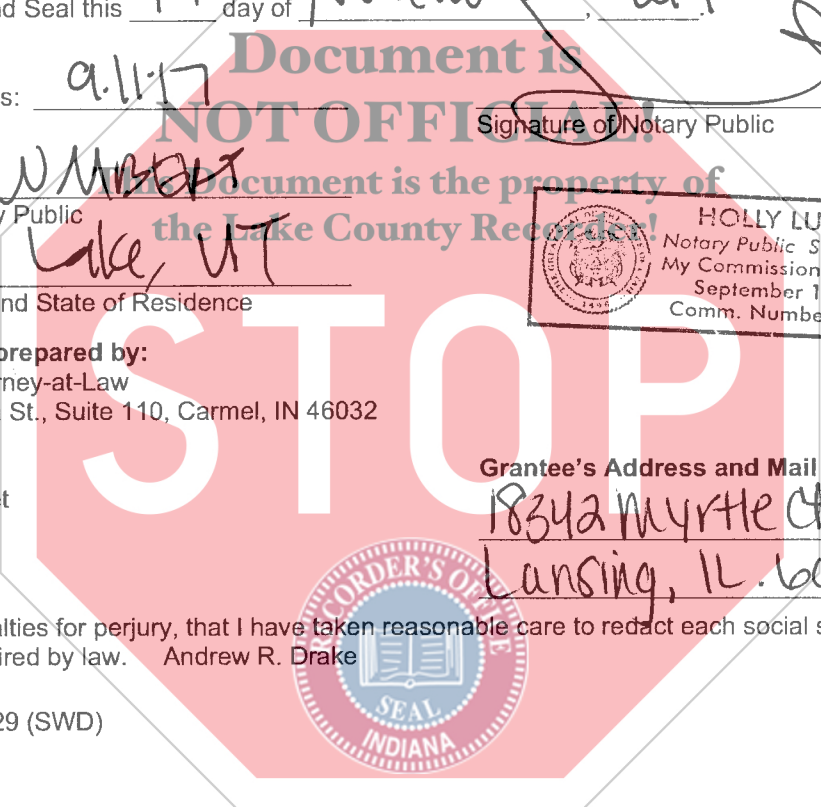 nd Seal this day of , .
Document is
s: 9.11.17
NOT OFFICIAL!
Signature of Notary Public
This Document is the property of
y Public
the Lake County Recorder!
Lake, UT
nd State of Residence
HOLLY LU
Notary Public S
My Commission
September 1
Comm. Numbe
1896
STOP
prepared by:
rney-at-Law
St., Suite 110, Carmel, IN 46032
Grantee's Address and Mail
18342 Myrtle Ct
Lansing, IL. 60
t
alties for perjury, that I have taken reasonable care to redact each social s
ired by law. Andrew R. Drake
29 (SWD)
RECORDER'S OFFICE
SEAL
INDIANA